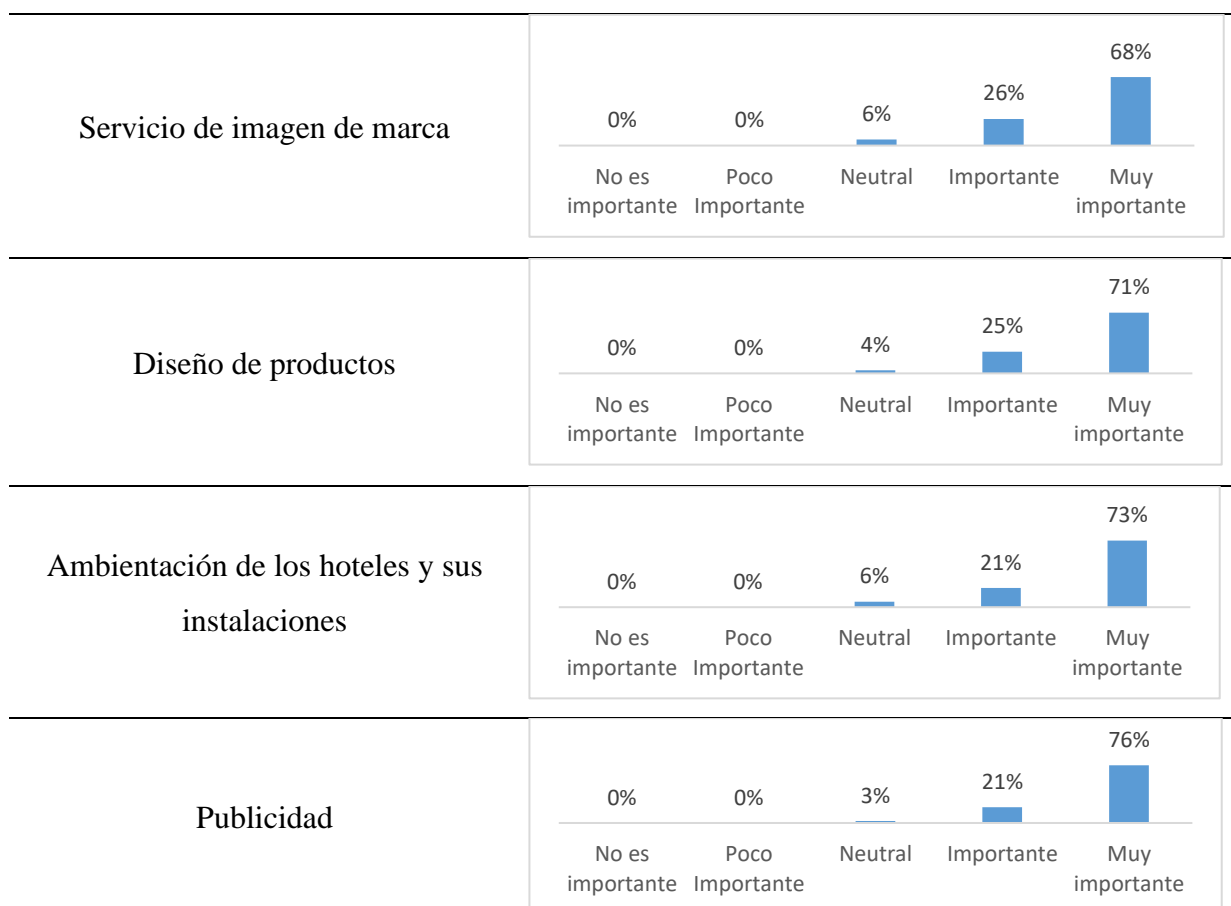 Servicio de imagen de marca
0% 0% 6% 26% 68%
No es Poco Neutral Importante Muy
importante Importante importante
Diseño de productos
0% 0% 4% 25% 71%
No es Poco Neutral Importante Muy
importante Importante importante
Ambientación de los hoteles y sus
instalaciones
0% 0% 6% 21% 73%
No es Poco Neutral Importante Muy
importante Importante importante
Publicidad
0% 0% 3% 21% 76%
No es Poco Neutral Importante Muy
importante Importante importante